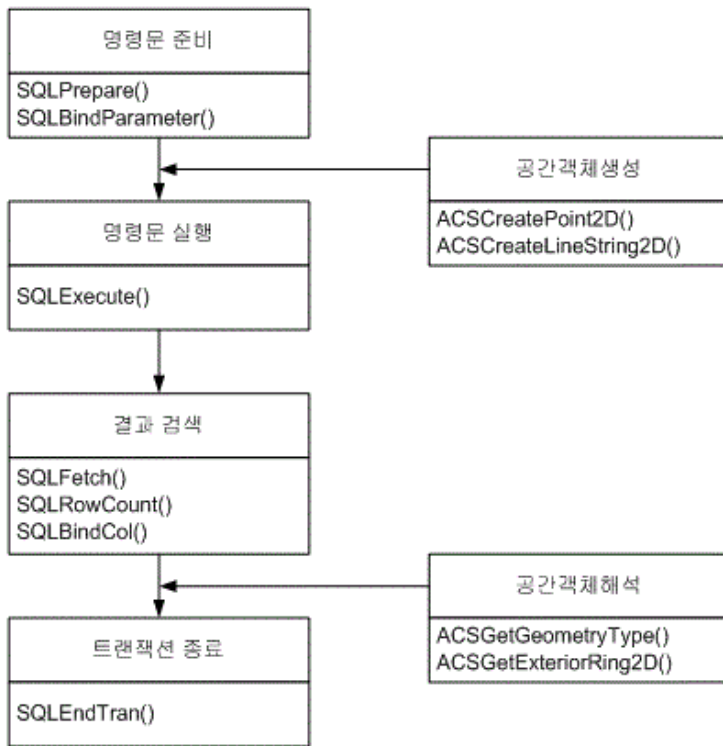 명령문 준비
SQLPrepare()
SQLBindParameter()
공간객체생성
ACSCreatePoint2D()
ACSCreateLineString2D()
명령문 실행
SQLExecute()
결과 검색
SQLFetch()
SQLRowCount()
SQLBindCol()
공간객체해석
ACSGetGeometryType()
ACSGetExteriorRing2D()
트랜잭션 종료
SQLEndTran()